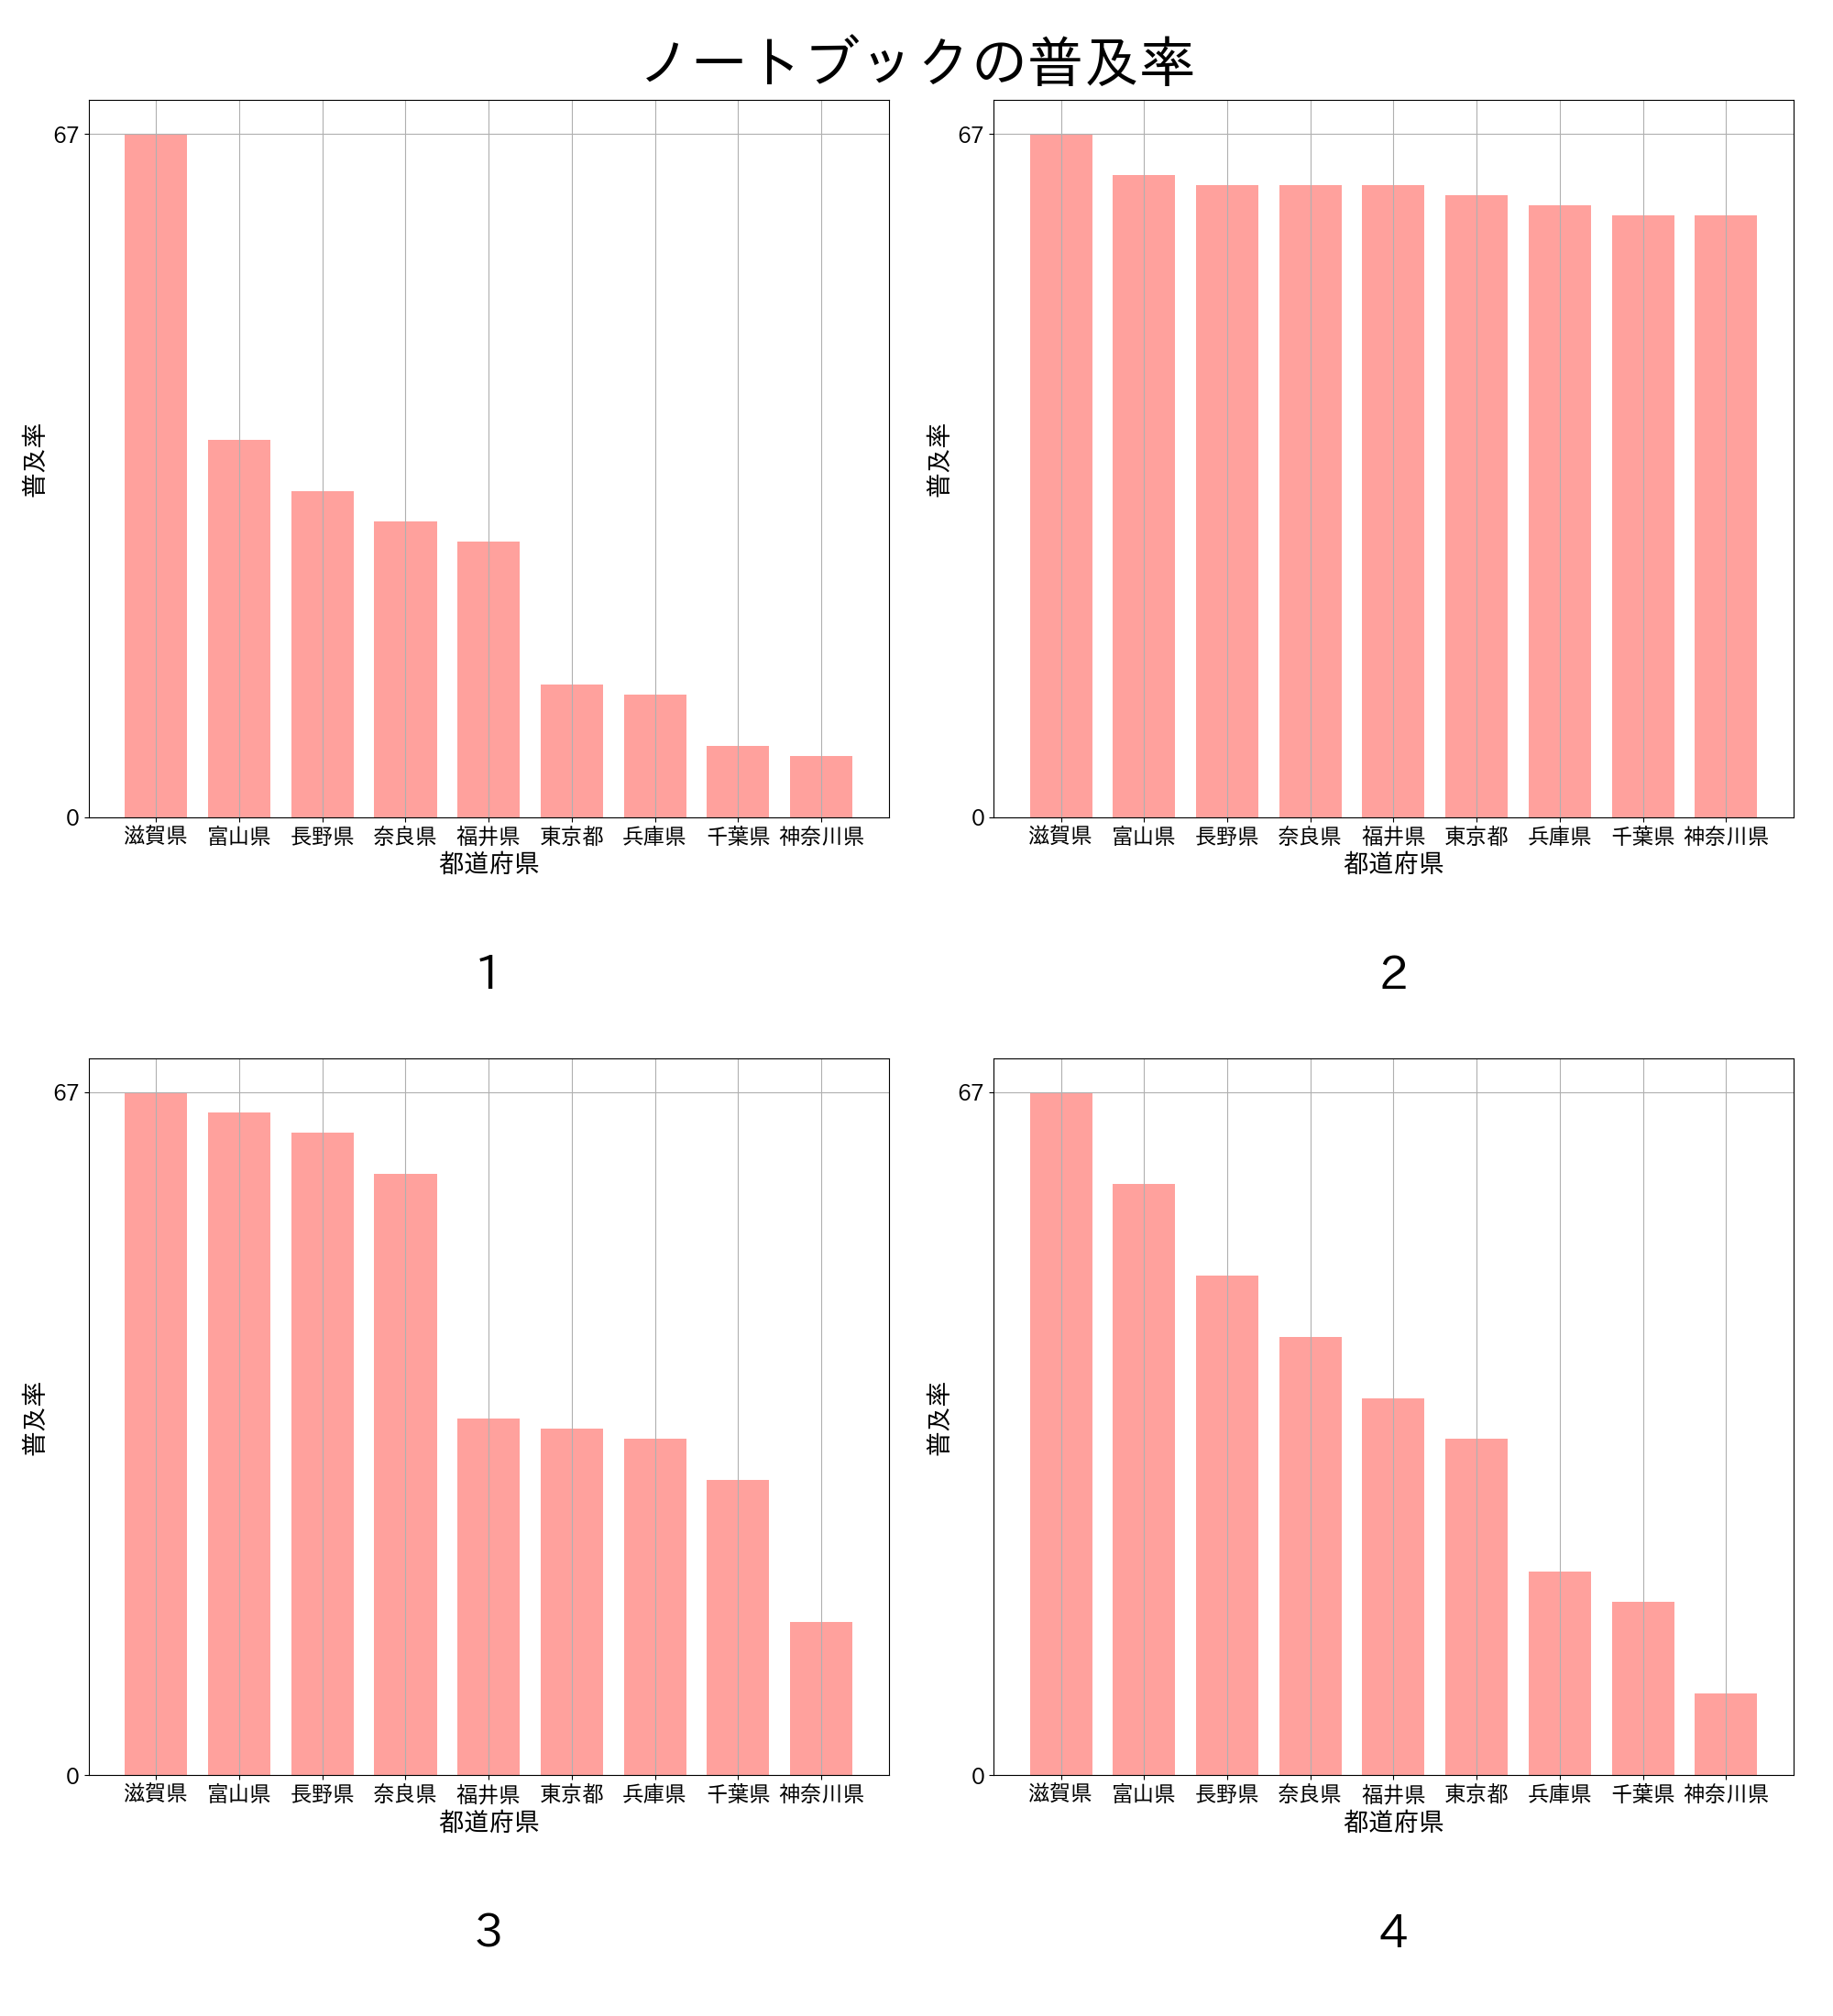 ノートブックの普及率
67
0
普及率
滋賀県 富山県 長野県 奈良県 福井県 東京都 兵庫県 千葉県 神奈川県
都道府県
1
67
0
普及率
滋賀県 富山県 長野県 奈良県 福井県 東京都 兵庫県 千葉県 神奈川県
都道府県
2
67
0
普及率
滋賀県 富山県 長野県 奈良県 福井県 東京都 兵庫県 千葉県 神奈川県
都道府県
3
67
0
普及率
滋賀県 富山県 長野県 奈良県 福井県 東京都 兵庫県 千葉県 神奈川県
都道府県
4